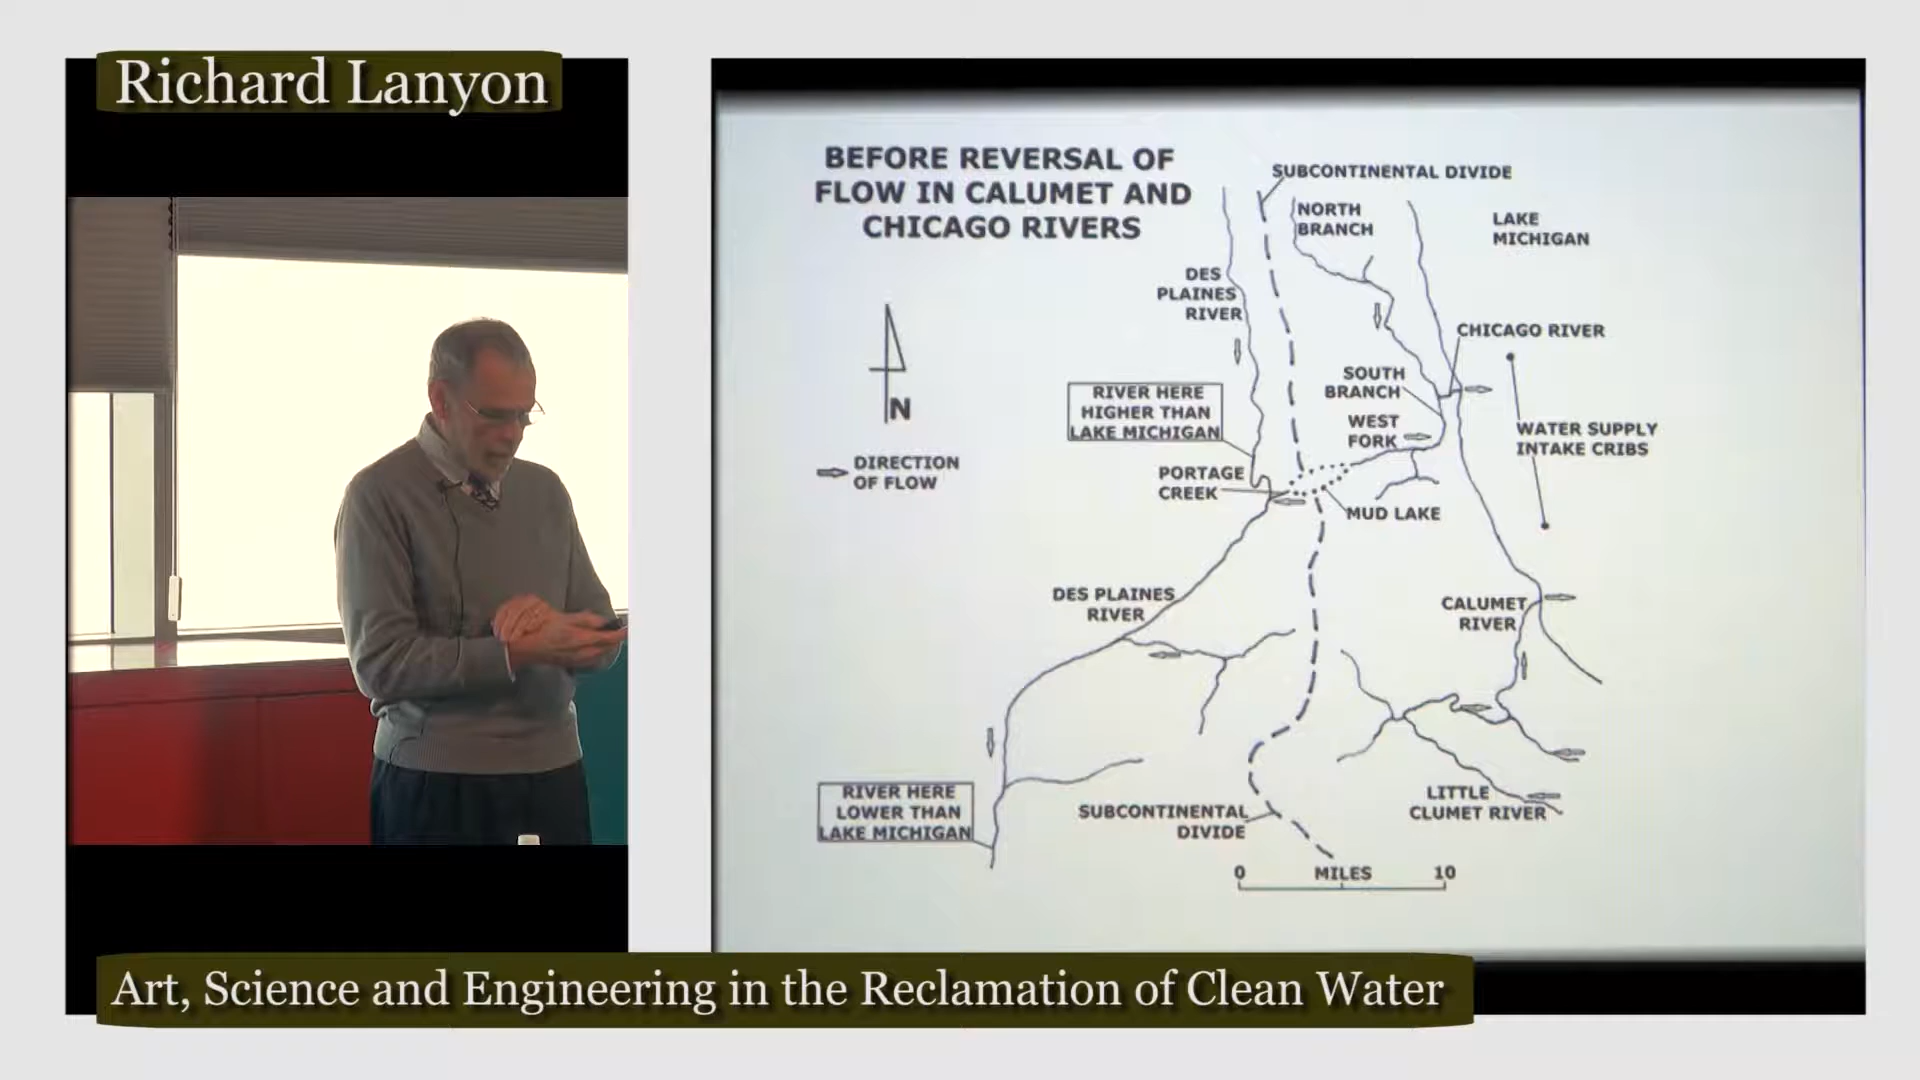 Richard Lanyon
BEFORE REVERSAL OF
FLOW IN CALUMET AND
CHICAGO RIVERS
SUBCONTINENTAL DIVIDE
NORTH
BRANCH
LAKE
MICHIGAN
DES
PLAINES
RIVER
CHICAGO RIVER
SOUTH
BRANCH
RIVER HERE
HIGHER THAN
LAKE MICHIGAN
N
WEST
FORK
WATER SUPPLY
INTAKE CRIBS
DIRECTION
OF FLOW
PORTAGE
CREEK
MUD LAKE
DES PLAINES
RIVER
CALUMET
RIVER
RIVER HERE
LOWER THAN
LAKE MICHIGAN
SUBCONTINENTAL
DIVIDE
LITTLE
CLUMET RIVER
0 MILES 10
Art, Science and Engineering in the Reclamation of Clean Water